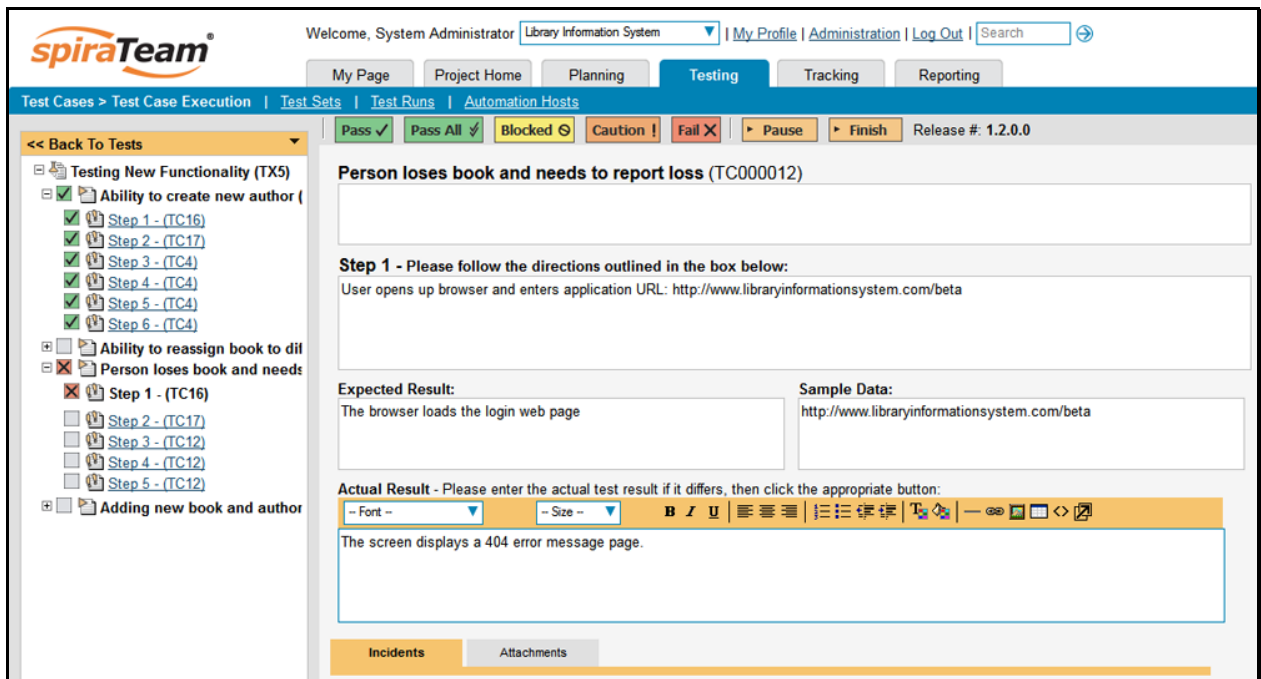 spiraTeam®
Welcome, System Administrator Library Information System | My Profile | Administration | Log Out | Search
My Page Project Home Planning Testing Tracking Reporting
Test Cases > Test Case Execution | Test Sets | Test Runs | Automation Hosts
Pass Pass All Blocked Caution ! Fail Pause Finish Release #: 1.2.0.0
<< Back To Tests
Testing New Functionality (TX5)
Ability to create new author (
Step 1 - (TC16)
Step 2 - (TC17)
Step 3 - (TC4)
Step 4 - (TC4)
Step 5 - (TC4)
Step 6 - (TC4)
Ability to reassign book to dif
Person loses book and needs
Step 1 - (TC16)
Step 2 - (TC17)
Step 3 - (TC12)
Step 4 - (TC12)
Step 5 - (TC12)
Adding new book and author
Person loses book and needs to report loss (TC000012)
Step 1 - Please follow the directions outlined in the box below:
User opens up browser and enters application URL: http://www.libraryinformationsystem.com/beta
Expected Result: Sample Data:
The browser loads the login web page http://www.libraryinformationsystem.com/beta
Actual Result - Please enter the actual test result if it differs, then click the appropriate button:
-- Font -- -- Size -- B I U
The screen displays a 404 error message page.
Incidents Attachments